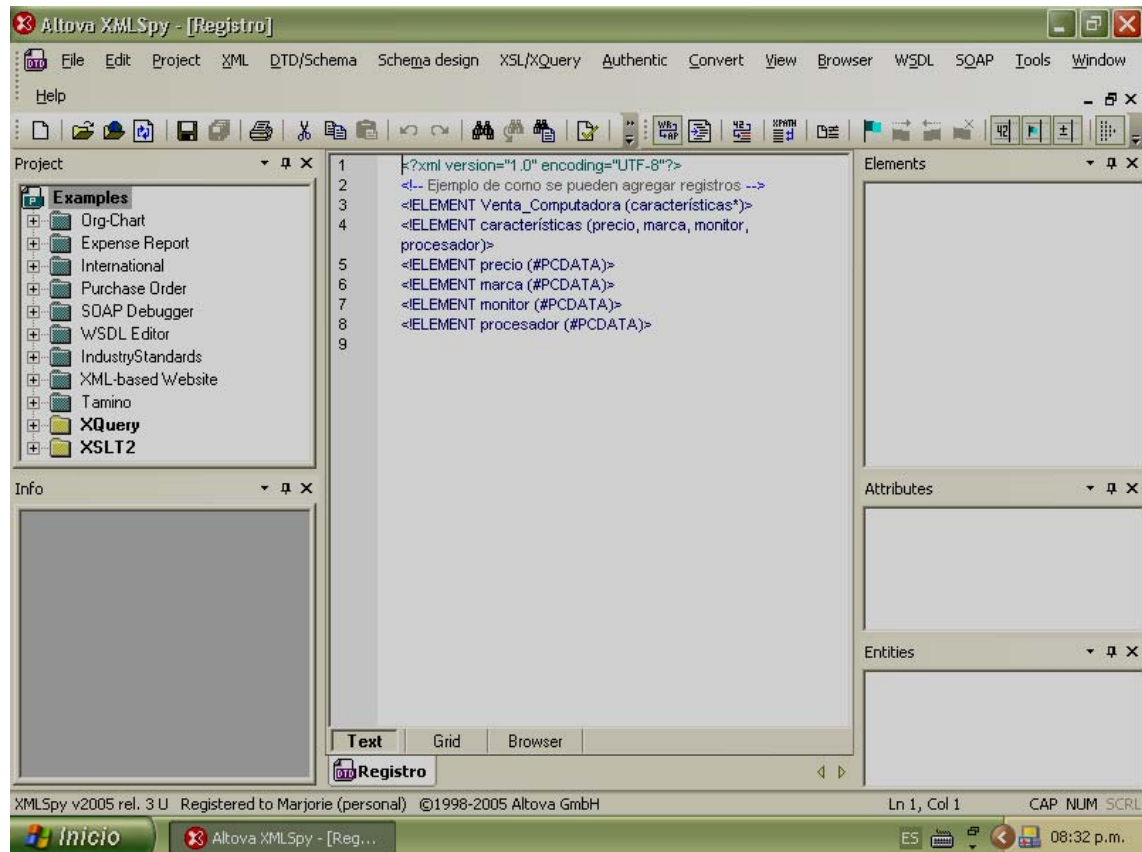 Altova XMLSpy - [Registro]
File Edit Project XML DTD/Schema Schema design XSL/XQuery Authentic Convert View Browser WSDL SOAP Tools Window
Help
Project
Examples
Org-Chart
Expense Report
International
Purchase Order
SOAP Debugger
WSDL Editor
IndustryStandards
XML-based Website
Tamino
XQuery
XSLT2
Info
1 <?xml version="1.0" encoding="UTF-8"?>
2 <!-- Ejemplo de como se pueden agregar registros -->
3 <!ELEMENT Venta_Computadora (características*)>
4 <!ELEMENT características (precio, marca, monitor,
procesador)>
5 <!ELEMENT precio (#PCDATA)>
6 <!ELEMENT marca (#PCDATA)>
7 <!ELEMENT monitor (#PCDATA)>
8 <!ELEMENT procesador (#PCDATA)>
9
Text Grid Browser
DTD Registro
Elements
Attributes
Entities
XMLSpy v2005 rel. 3 U Registered to Marjorie (personal) ©1998-2005 Altova GmbH Ln 1, Col 1 CAP NUM SCRL
Inicio Altova XMLSpy - [Reg... ES 08:32 p.m.